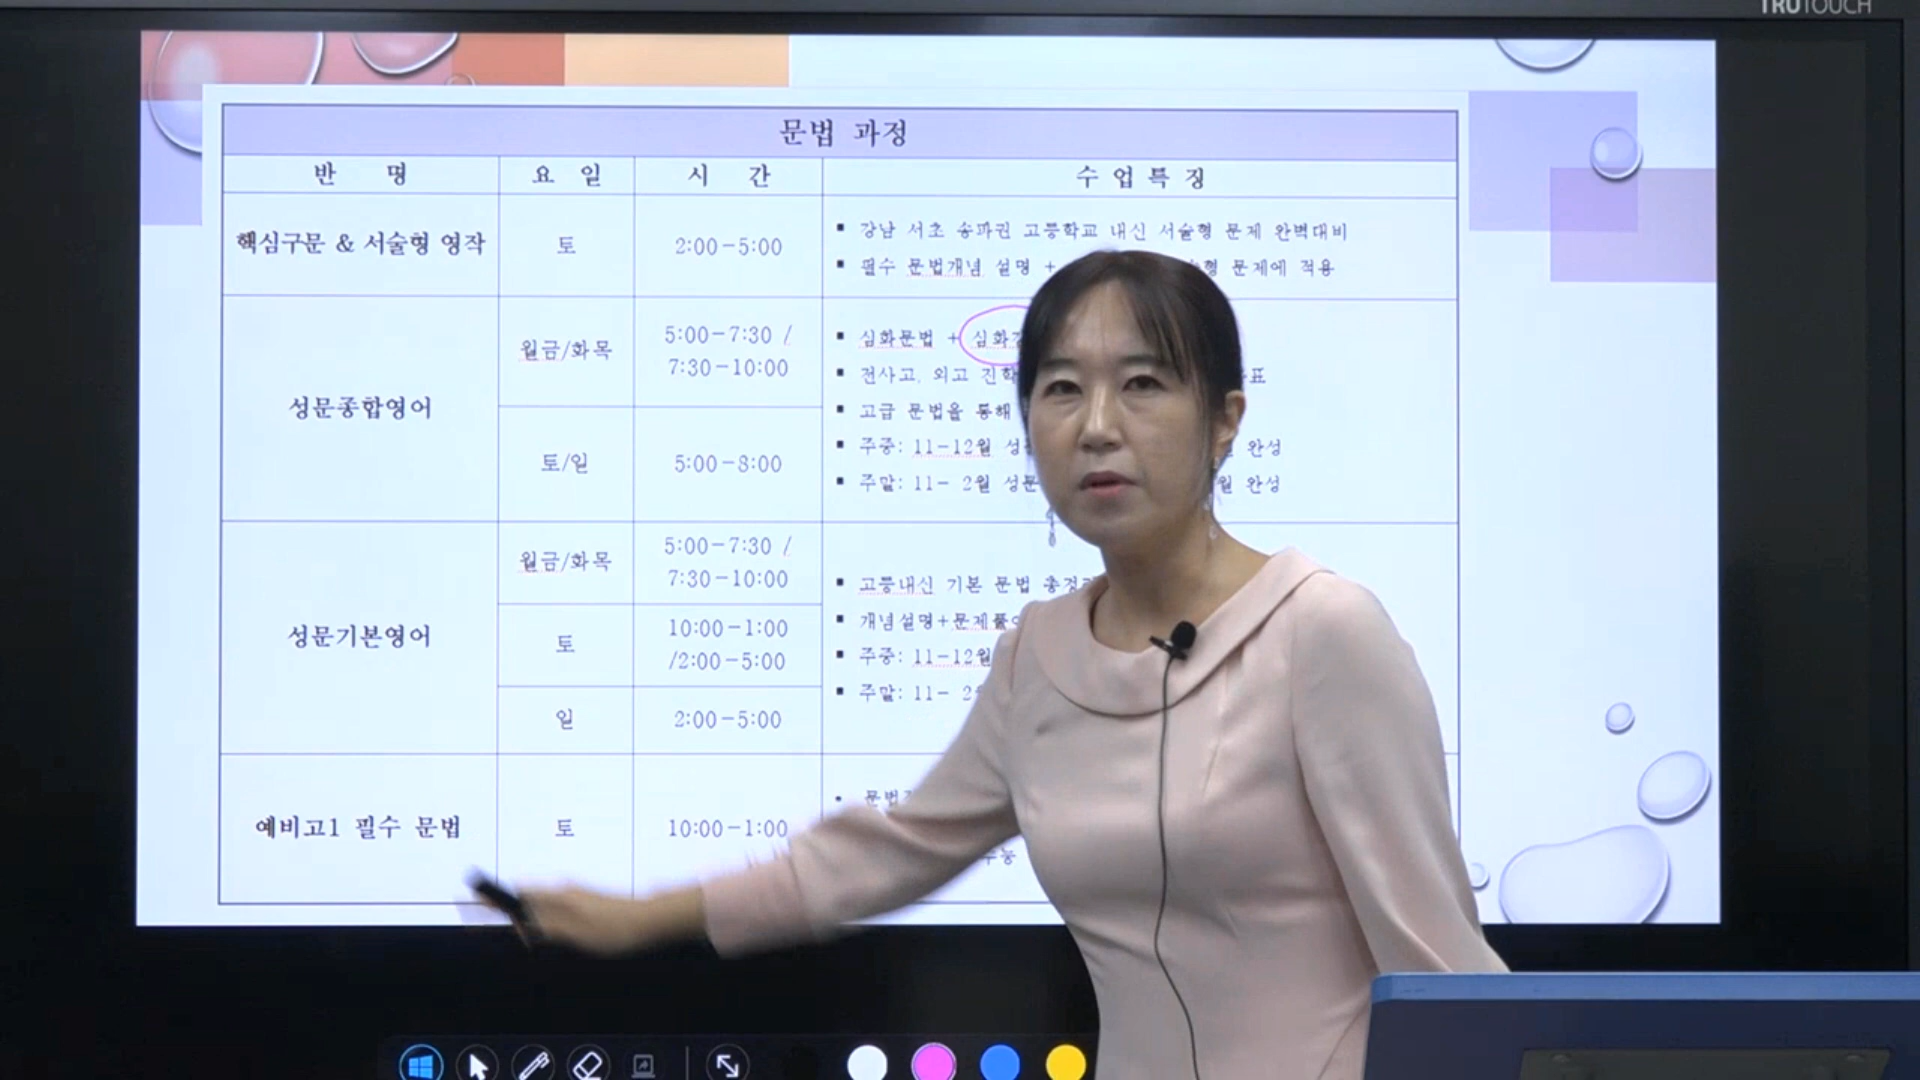 TRUTOUCH
문법 과정
반 명 요 일 시 간 수 업 특 징
핵심구문 & 서술형 영작 토 2:00-5:00
▪ 강남 서초 송파권 고등학교 내신 서술형 문제 완벽대비
▪ 필수 문법개념 설명 + 형 문제에 적용
성문종합영어
월금/화목
5:00-7:30 /
7:30-10:00
토/일 5:00-8:00
▪ 심화문법 + 심화
▪ 전사고, 외고 진학 표
▪ 고급 문법을 통해
▪ 주중: 11-12월 완성
▪ 주말: 11- 2월 성문 월 완성
성문기본영어
월금/화목
5:00-7:30 /
7:30-10:00
토
10:00-1:00
/2:00-5:00
일 2:00-5:00
▪ 고등내신 기본 문법
▪ 개념설명+문제풀
▪ 주중: 11-12월
▪ 주말: 11- 2
예비고1 필수 문법 토 10:00-1:00
• 문법
수능